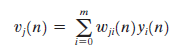 v_j(n) = \sum_{i=0}^{m} w_{ji}(n) y_i(n)